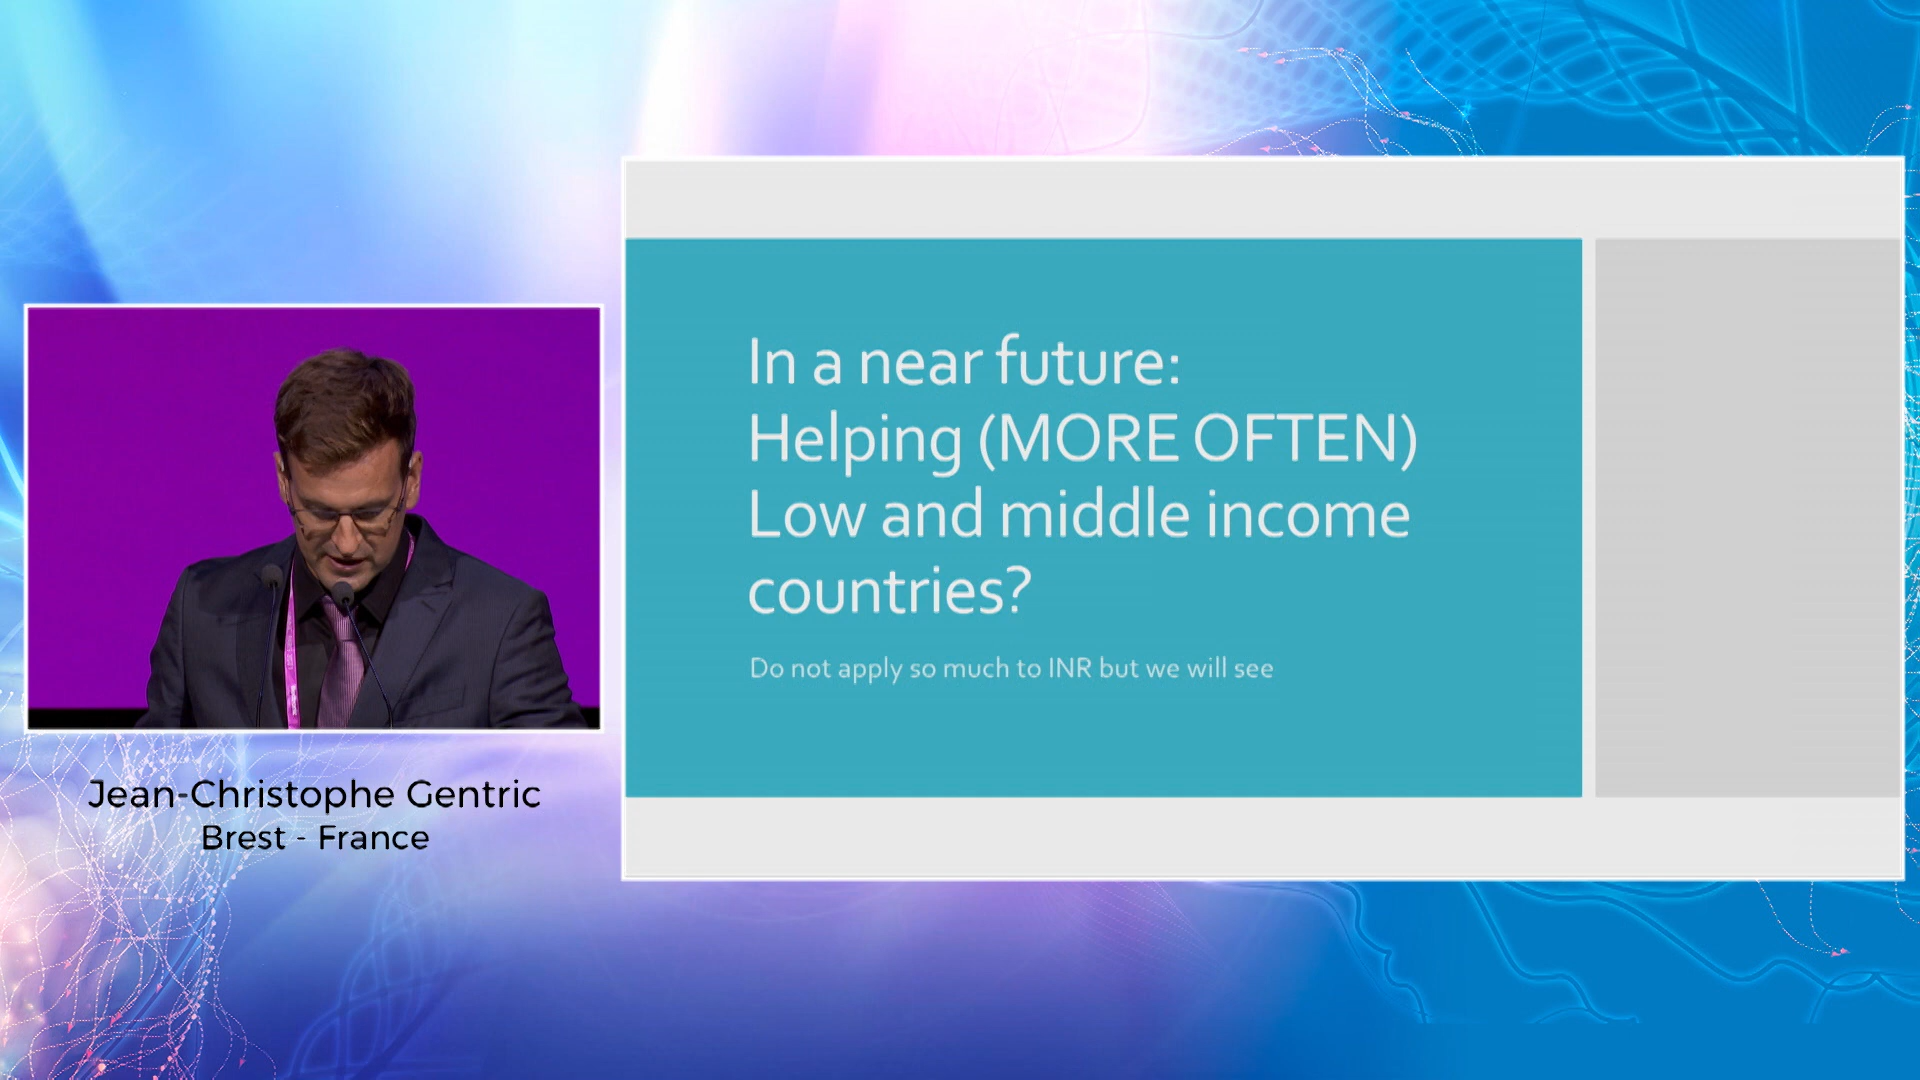 In a near future:
Helping (MORE OFTEN)
Low and middle income
countries?
Do not apply so much to INR but we will see
Jean-Christophe Gentric
Brest - France